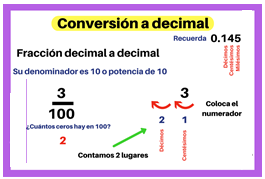 Conversión a decimal
Recuerda 0.145
Décimos
Centésimos
Milésimos
Fracción decimal a decimal
Su denominador es 10 o potencia de 10
3
100
3
Coloca el
numerador
¿Cuántos ceros hay en 100?
2
2 1
Décimos
Centésimos
Contamos 2 lugares